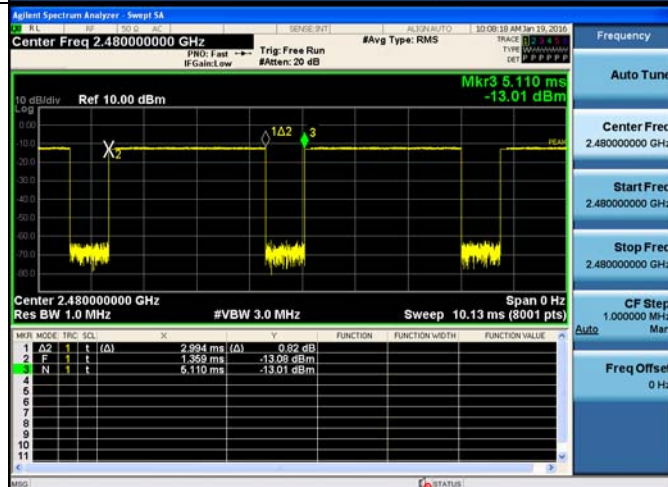 Agilent Spectrum Analyzer - Swept SA
RL RF 50 Ω AC SENSE:INT ALIGN AUTO 10:08:18 AM Jan 19, 2016
Center Freq 2.480000000 GHz
#Avg Type: RMS
TRACE 1 2 3 4 5 6
PNO: Fast
Trig: Free Run
TYPE
IFGain:Low
#Atten: 20 dB
DET P P P P P P
Mkr3 5.110 ms
-13.01 dBm
10 dB/div Ref 10.00 dBm
Log
0.00
-10.0
-20.0
-30.0
-40.0
-50.0
-60.0
-70.0
-80.0
X2
1Δ2
3
PEAK
Center 2.480000000 GHz Span 0 Hz
Res BW 1.0 MHz #VBW 3.0 MHz Sweep 10.13 ms (8001 pts)
MKR MODE TRC SCL X Y FUNCTION FUNCTION WIDTH FUNCTION VALUE
1 Δ2 1 t (Δ) 2.994 ms (Δ) 0.82 dB
2 F 1 t 1.359 ms -13.08 dBm
3 N 1 t 5.110 ms -13.01 dBm
4
5
6
7
8
9
10
11
MSG STATUS
Frequency
Auto Tune
Center Freq
2.480000000 GHz
Start Freq
2.480000000 GHz
Stop Freq
2.480000000 GHz
CF Step
1.000000 MHz
Auto Man
Freq Offset
0 Hz